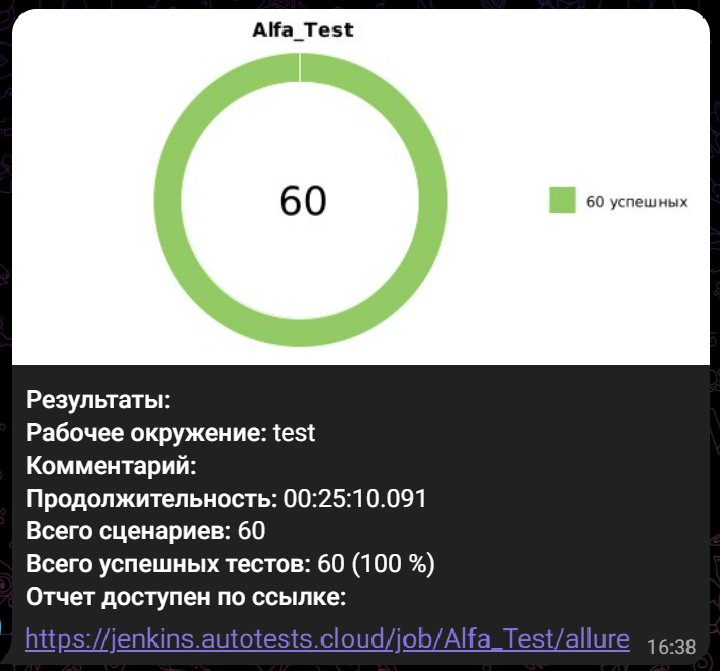 Alfa_Test
60
60 успешных
Результаты:
Рабочее окружение: test
Комментарий:
Продолжительность: 00:25:10.091
Всего сценариев: 60
Всего успешных тестов: 60 (100 %)
Отчет доступен по ссылке:
https://jenkins.autotests.cloud/job/Alfa_Test/allure
16:38